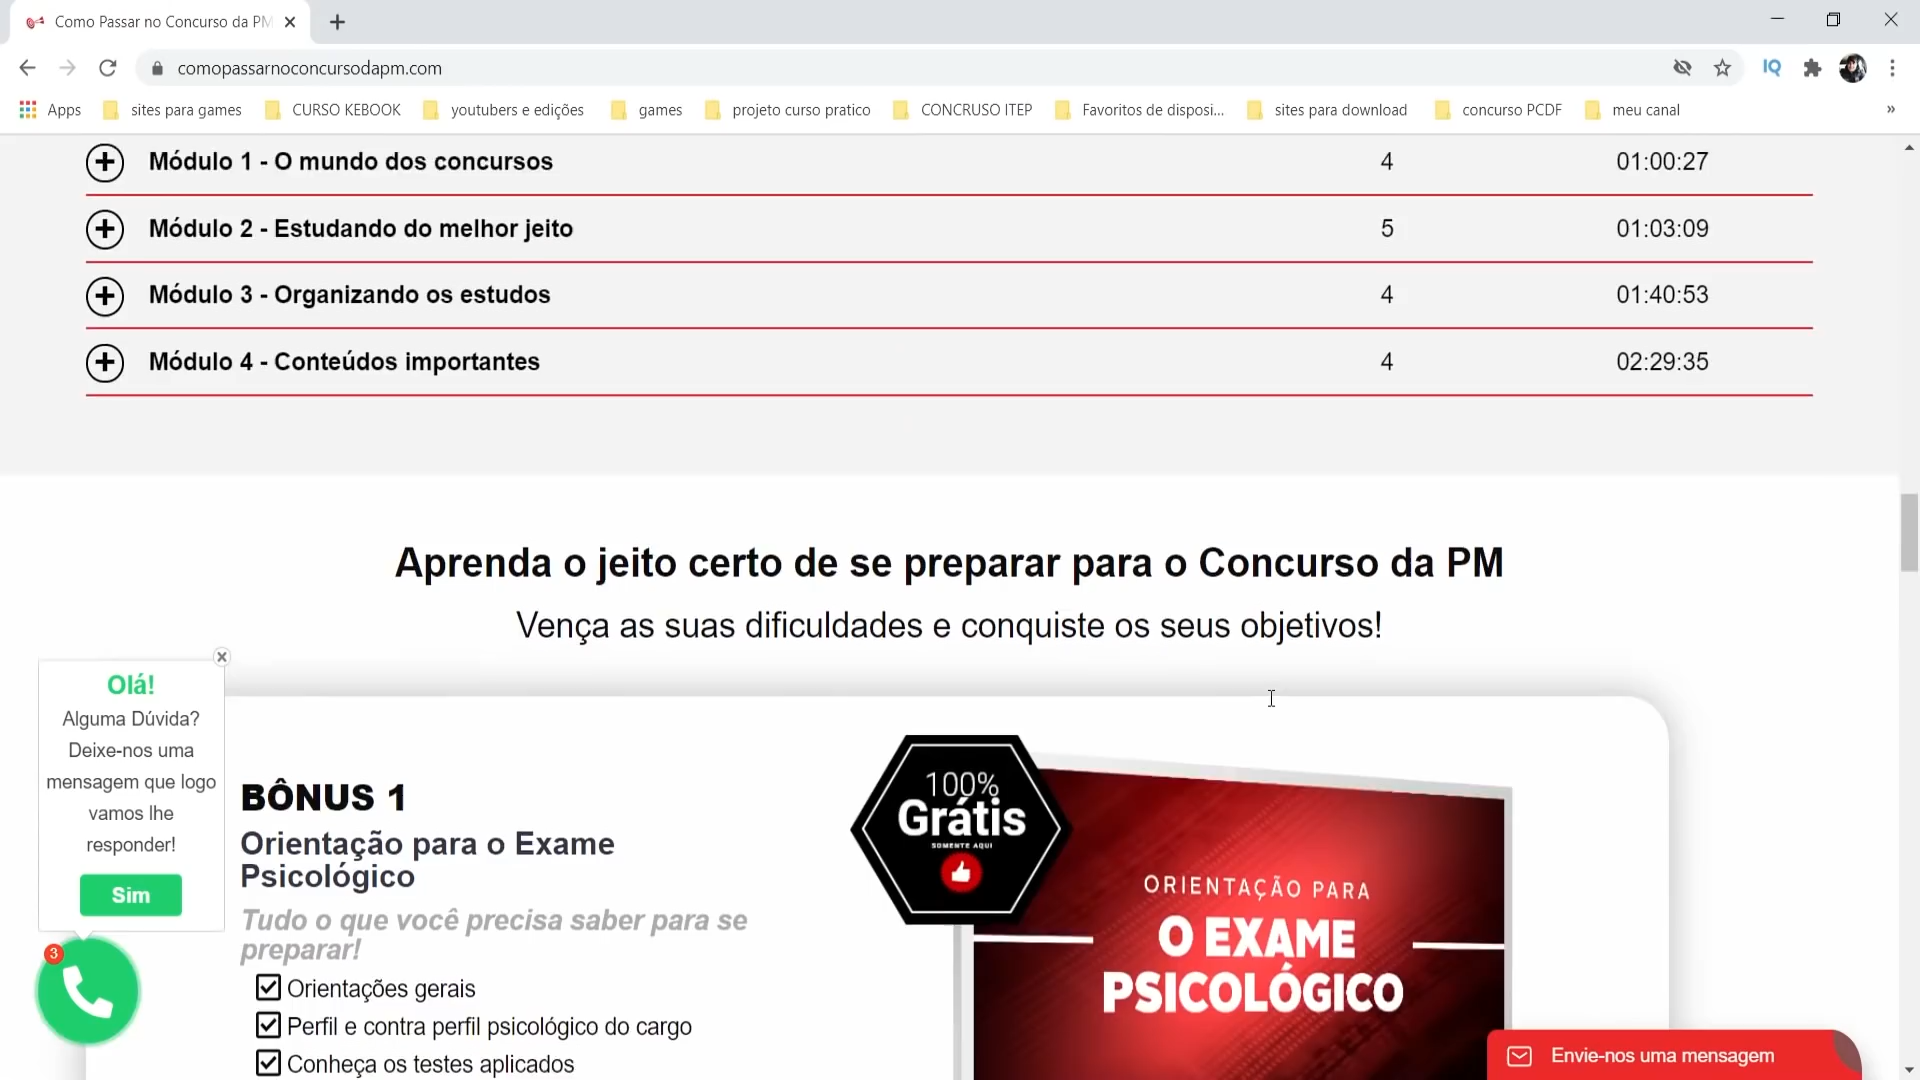 Como Passar no Concurso da PM
comopassarnoconcursodapm.com
IQ
Apps
sites para games
CURSO KEBOOK
youtubers e edições
games
projeto curso pratico
CONCRUSO ITEP
Favoritos de disposi...
sites para download
concurso PCDF
meu canal
»
Módulo 1 - O mundo dos concursos 4 01:00:27
Módulo 2 - Estudando do melhor jeito 5 01:03:09
Módulo 3 - Organizando os estudos 4 01:40:53
Módulo 4 - Conteúdos importantes 4 02:29:35
Aprenda o jeito certo de se preparar para o Concurso da PM
Vença as suas dificuldades e conquiste os seus objetivos!
Olá!
Alguma Dúvida?
Deixe-nos uma
mensagem que logo
vamos lhe
responder!
Sim
3
BÔNUS 1
Orientação para o Exame
Psicológico
Tudo o que você precisa saber para se
preparar!
Orientações gerais
Perfil e contra perfil psicológico do cargo
Conheça os testes aplicados
100%
Grátis
SOMENTE AQUI
ORIENTAÇÃO PARA
O EXAME
PSICOLÓGICO
Envie-nos uma mensagem